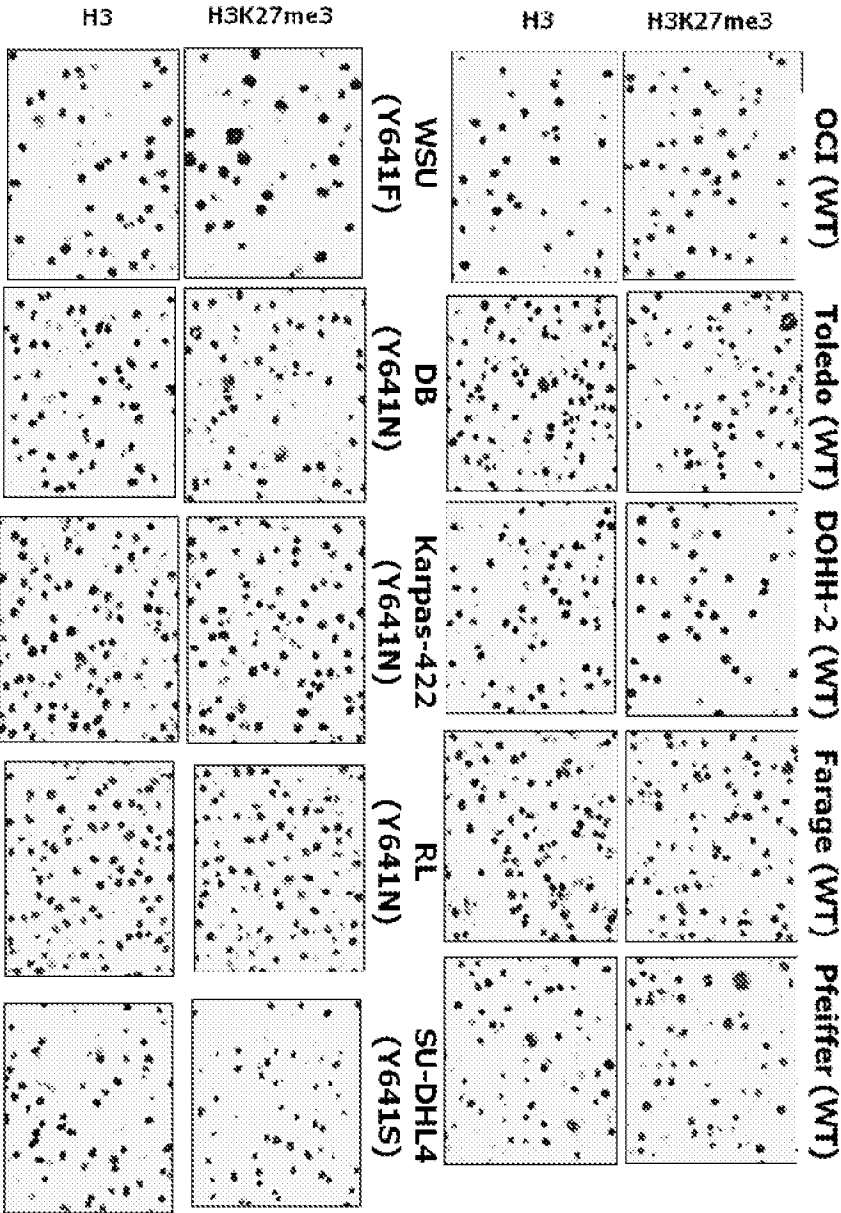 OCI (WT)
Toledo (WT)
DOHH-2 (WT)
Farage (WT)
Pfeiffer (WT)
H3K27me3
H3
WSU
(Y641F)
DB
(Y641N)
Karpas-422
(Y641N)
RL
(Y641N)
SU-DHL4
(Y641S)
H3K27me3
H3